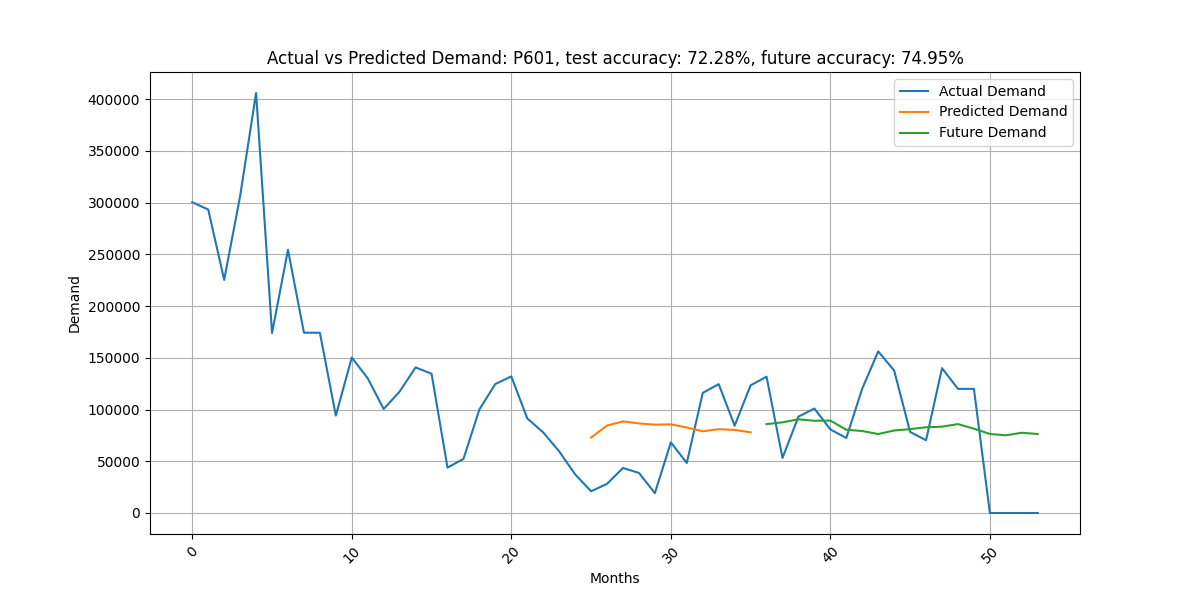 Actual vs Predicted Demand: P601, test accuracy: 72.28%, future accuracy: 74.95%
Actual Demand
Predicted Demand
Future Demand
400000
350000
300000
250000
200000
150000
100000
50000
0
Demand
0
10
20
30
40
50
Months